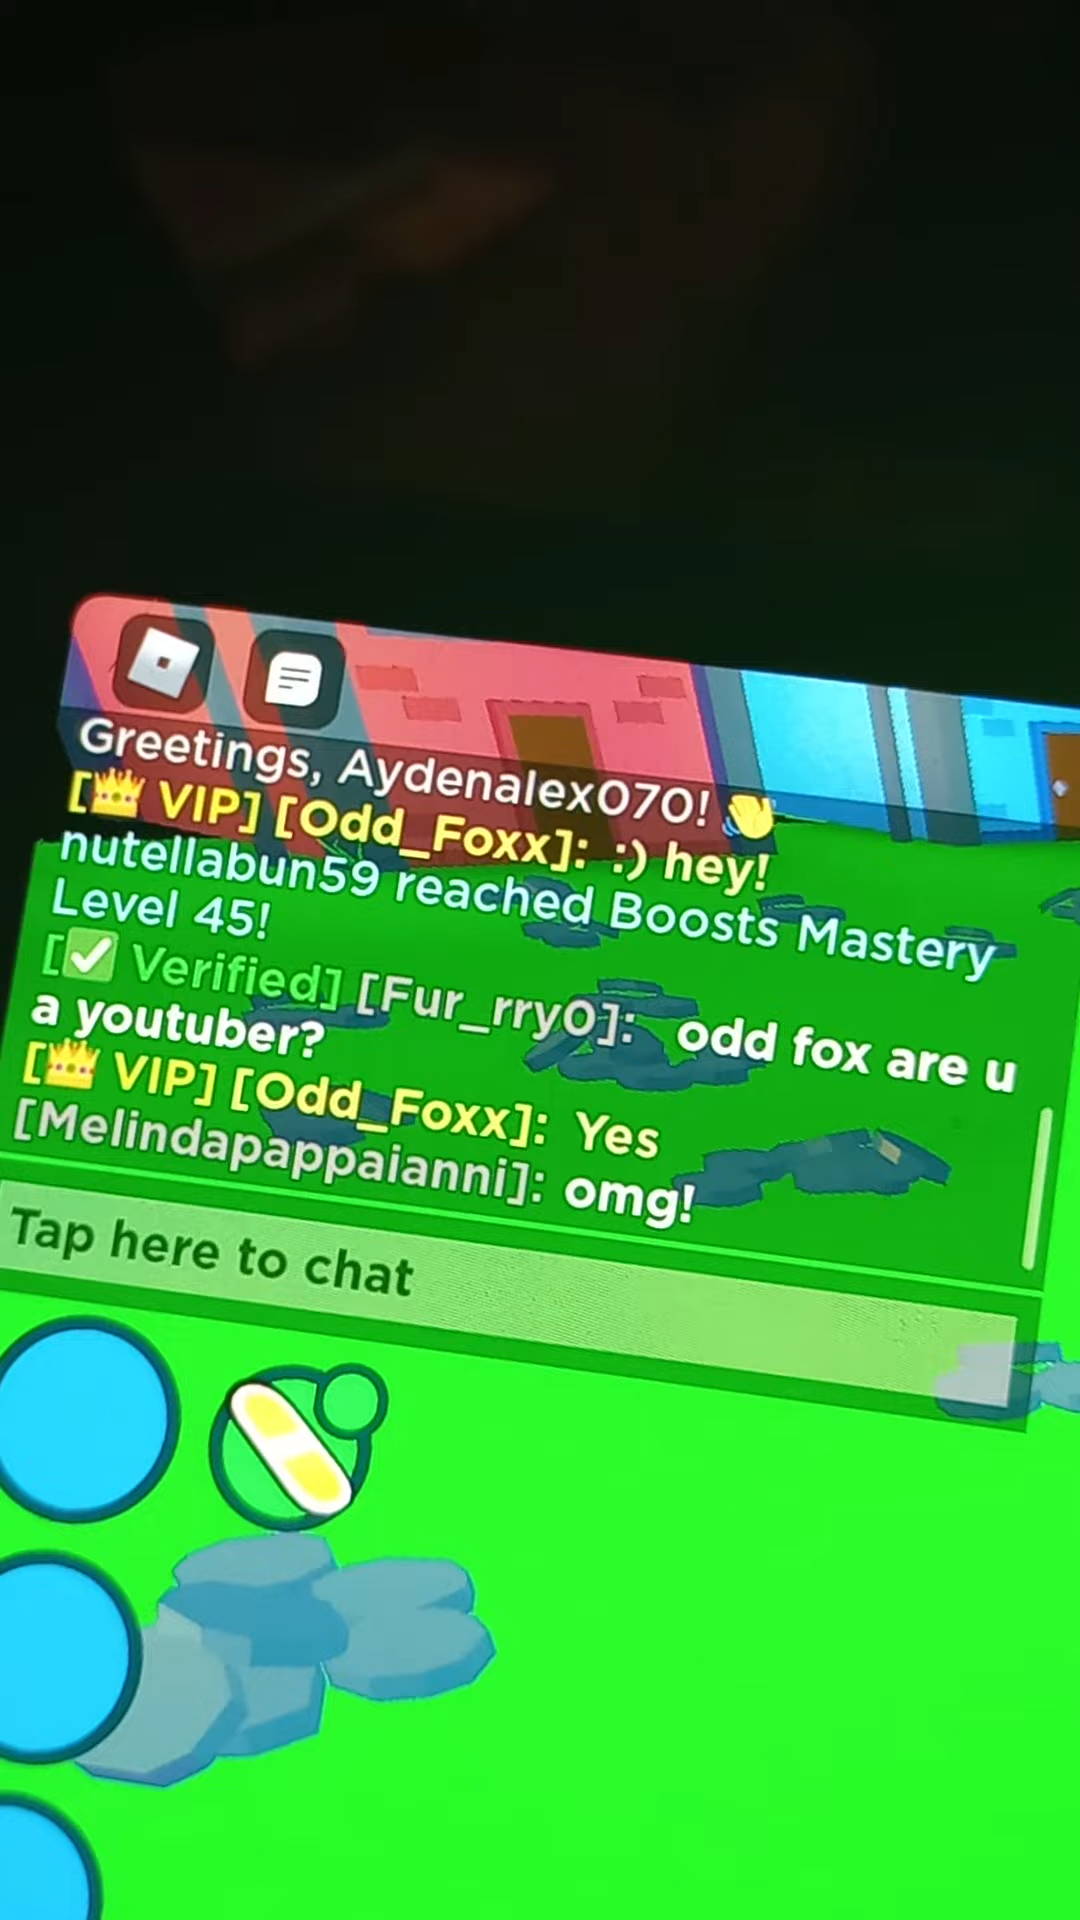 Greetings, Aydenalex070! 👋
[👑 VIP] [Odd_Foxx]: :) hey!
nutellabun59 reached Boosts Mastery
Level 45!
[✅ Verified] [Fur_rry0]: odd fox are u
a youtuber?
[👑 VIP] [Odd_Foxx]: Yes
[Melindapappaianni]: omg!
Tap here to chat